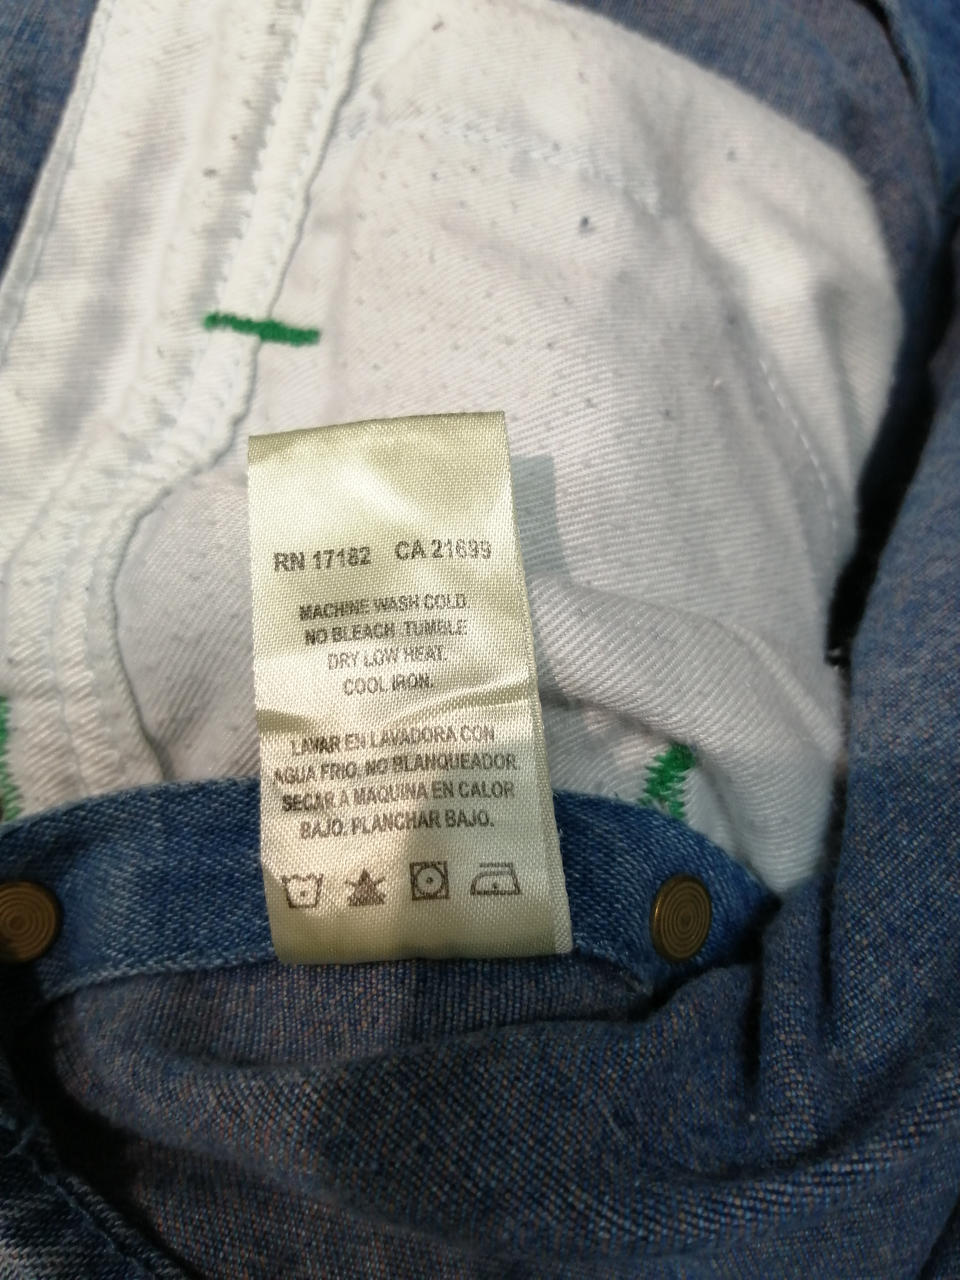 RN 17182 CA 21699
MACHINE WASH COLD.
NO BLEACH. TUMBLE
DRY LOW HEAT.
COOL IRON.
LAVAR EN LAVADORA CON
AGUA FRIO. NO BLANQUEADOR.
SECAR A MAQUINA EN CALOR
BAJO. PLANCHAR BAJO.